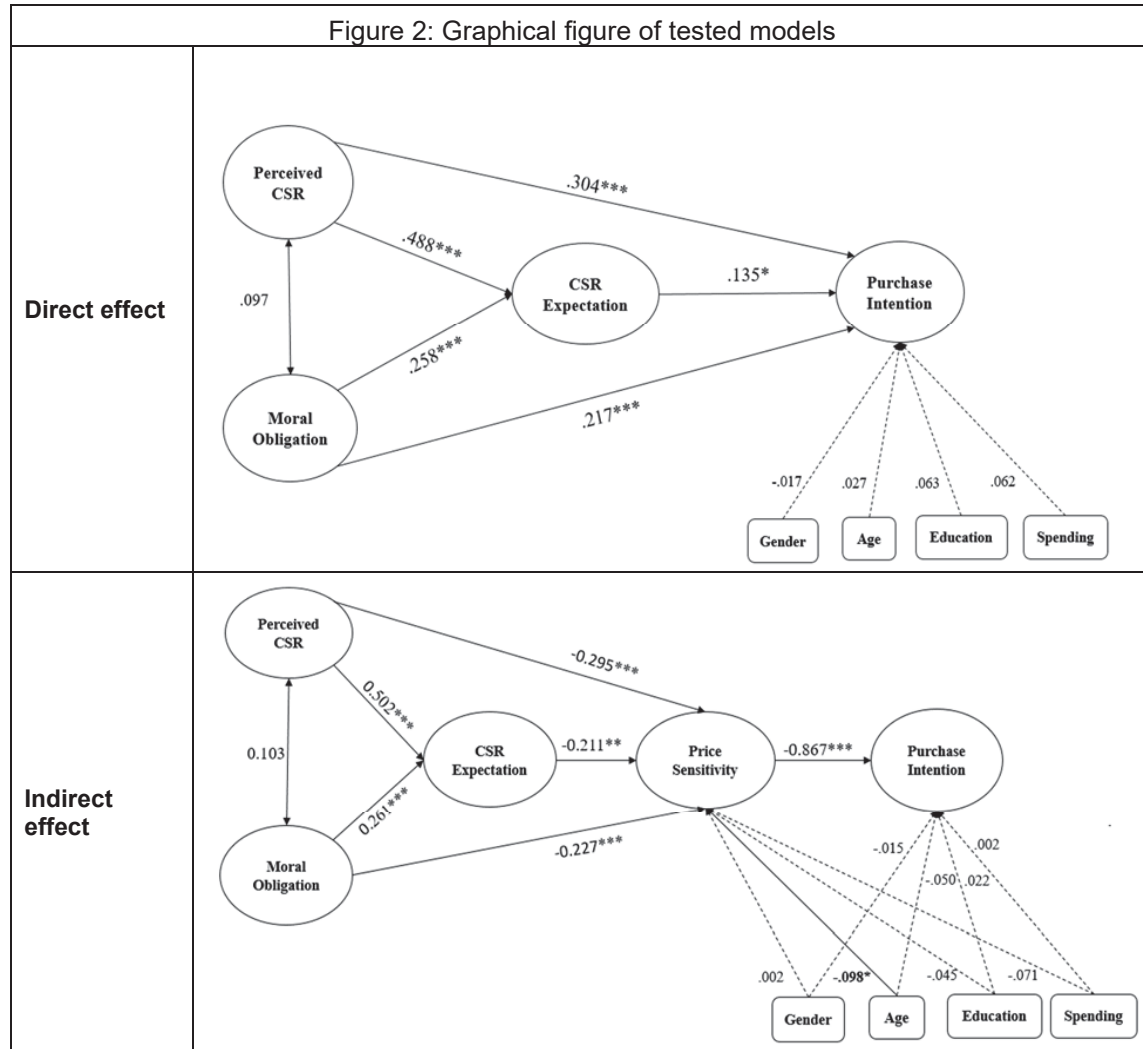 Figure 2: Graphical figure of tested models
Direct effect
Perceived
CSR
.304***
.488***
CSR
Expectation
.135*
Purchase
Intention
.097
.258***
Moral
Obligation
.217***
-.017
.027
.063
.062
Gender
Age
Education
Spending
Indirect
effect
Perceived
CSR
-0.295***
0.502***
0.103
CSR
Expectation
-0.211**
Price
Sensitivity
-0.867***
Purchase
Intention
0.261***
Moral
Obligation
-0.227***
-.015
.002
-.050
.022
.002
-.098*
-.045
-.071
Gender
Age
Education
Spending